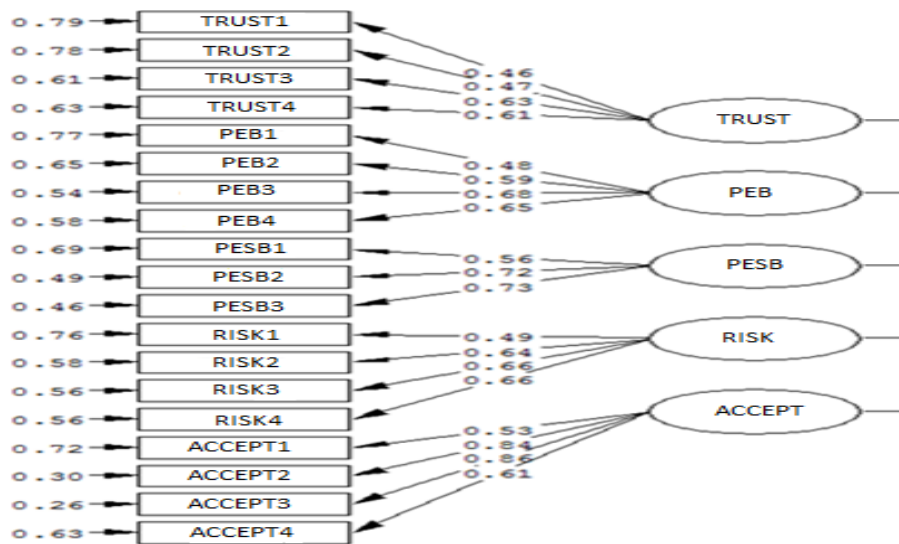 0.79 TRUST1
0.78 TRUST2
0.46
0.47
0.61 TRUST3
0.63
0.63 TRUST4
0.61
TRUST
0.77 PEB1
0.65 PEB2
0.48
0.59
0.54 PEB3
0.68
PEB
0.65
0.58 PEB4
0.69 PESB1
0.56
PESB
0.49 PESB2
0.72
0.73
0.46 PESB3
0.76 RISK1
0.49
RISK
0.58 RISK2
0.64
0.66
0.56 RISK3
0.66
0.56 RISK4
ACCEPT
0.72 ACCEPT1
0.53
0.84
0.30 ACCEPT2
0.86
0.61
0.26 ACCEPT3
0.63 ACCEPT4